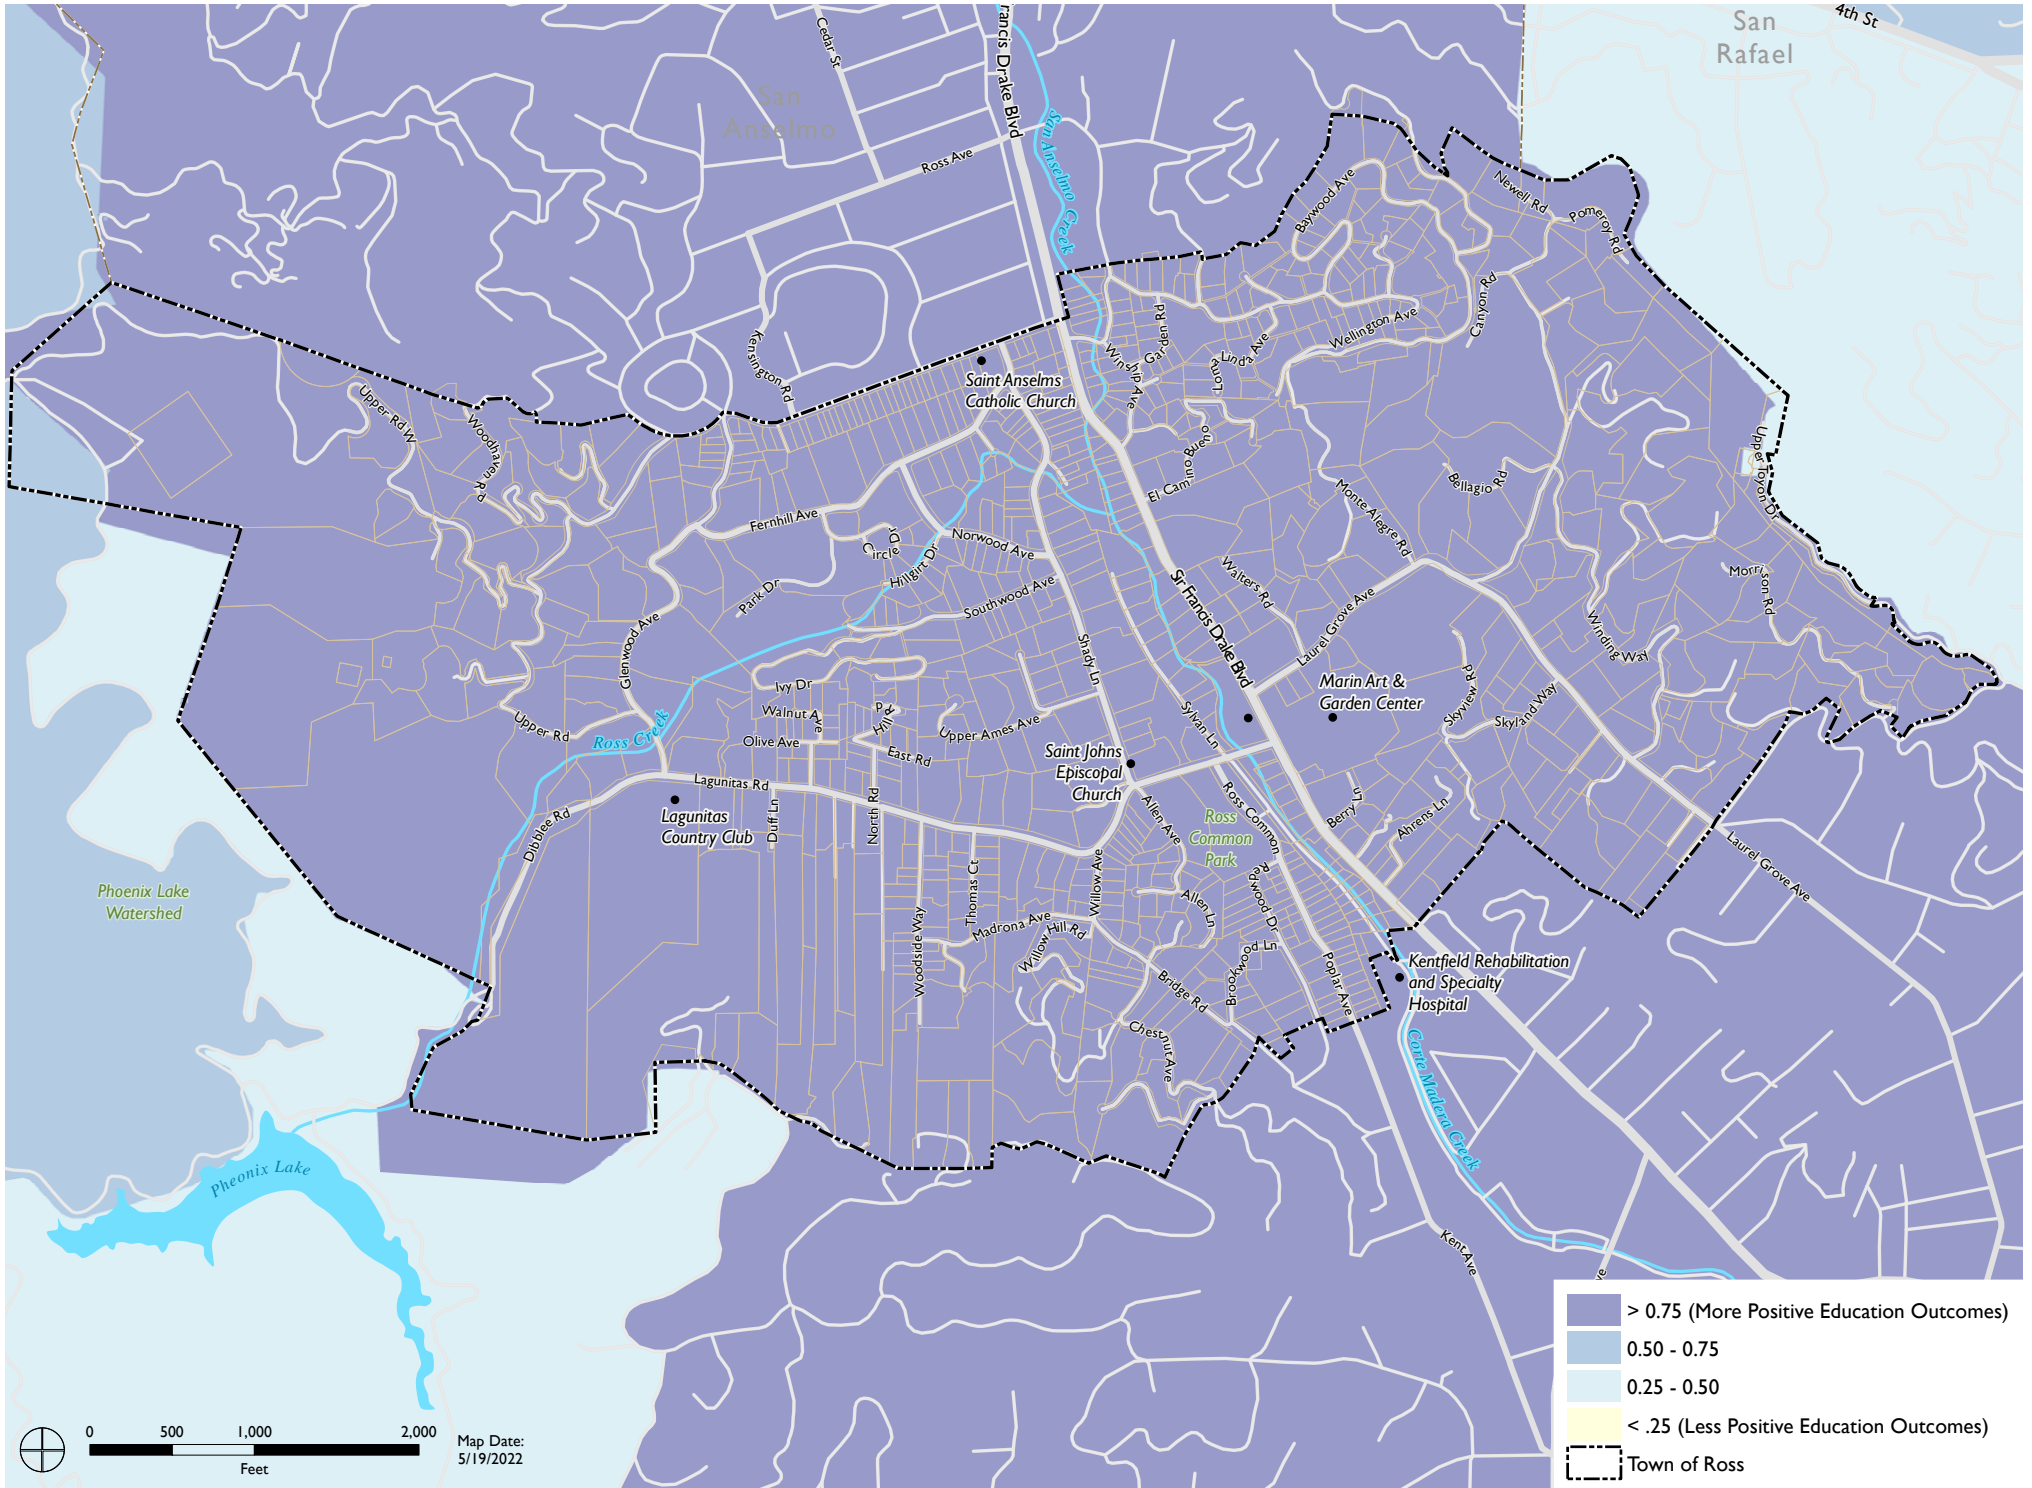 Cedar St
Francis Drake Blvd
4th St
San
Rafael
San
Anselmo
Ross Ave
San Anselmo Creek
Baywood Ave
Newell Rd
Pomeroy Rd
Canyon Rd
Wellington Ave
Garden Rd
Winship Ave
Loma Linda Ave
Kensington Rd
Saint Anselms
Catholic Church
Upper Rd W
Woodhaven Rd
El Camino Bueno
Monte Alegre Rd
Bellagio Rd
Upper Toyon Dr
Fernhill Ave
Circle Dr
Norwood Ave
Hillgirt Dr
Park Dr
Southwood Ave
Walters Rd
Sir Francis Drake Blvd
Laurel Grove Ave
Morrison Rd
Winding Way
Glenwood Ave
Shady Ln
Ivy Dr
Walnut Ave
Hill Rd
Upper Rd
Ross Creek
Olive Ave
East Rd
Upper Ames Ave
Sylvan Ln
Marin Art &
Garden Center
Skyview Rd
Skyland Way
Saint Johns
Episcopal
Church
Lagunitas Rd
Lagunitas
Country Club
Duff Ln
North Rd
Dibblee Rd
Allen Ave
Ross
Common
Park
Ross Common
Berry Ln
Ahrens Ln
Laurel Grove Ave
Phoenix Lake
Watershed
Thomas Ct
Willow Ave
Allen Ln
Redwood Dr
Woodside Way
Madrona Ave
Willow Hill Rd
Brookwood Ln
Bridge Rd
Poplar Ave
Kentfield Rehabilitation
and Specialty
Hospital
Chestnut Ave
Corte Madera Creek
Pheonix Lake
Kent Ave
ve
> 0.75 (More Positive Education Outcomes)
0.50 - 0.75
0.25 - 0.50
< .25 (Less Positive Education Outcomes)
Town of Ross
0 500 1,000 2,000
Feet
Map Date:
5/19/2022